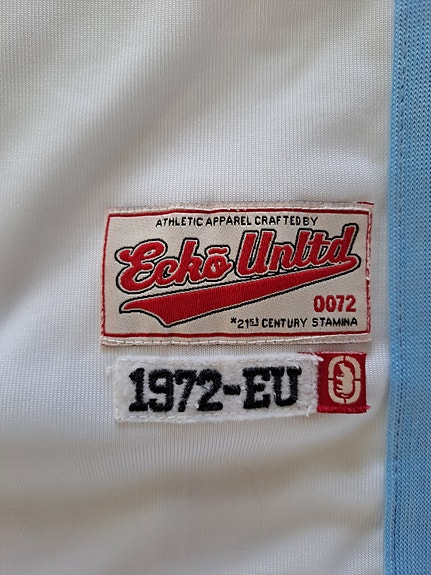 ATHLETIC APPAREL CRAFTED BY
Eckō Unltd
0072
*21st CENTURY STAMINA
1972-EU